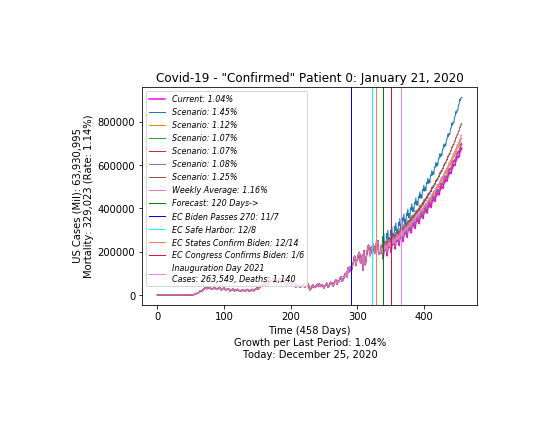 Covid-19 - "Confirmed" Patient 0: January 21, 2020
US Cases (Mil): 63,930,995
Mortality: 329,023 (Rate: 1.14%)
800000
600000
400000
200000
0
Current: 1.04%
Scenario: 1.45%
Scenario: 1.12%
Scenario: 1.07%
Scenario: 1.07%
Scenario: 1.08%
Scenario: 1.25%
Weekly Average: 1.16%
Forecast: 120 Days->
EC Biden Passes 270: 11/7
EC Safe Harbor: 12/8
EC States Confirm Biden: 12/14
EC Congress Confirms Biden: 1/6
Inauguration Day 2021
Cases: 263,549, Deaths: 1,140
0 100 200 300 400
Time (458 Days)
Growth per Last Period: 1.04%
Today: December 25, 2020